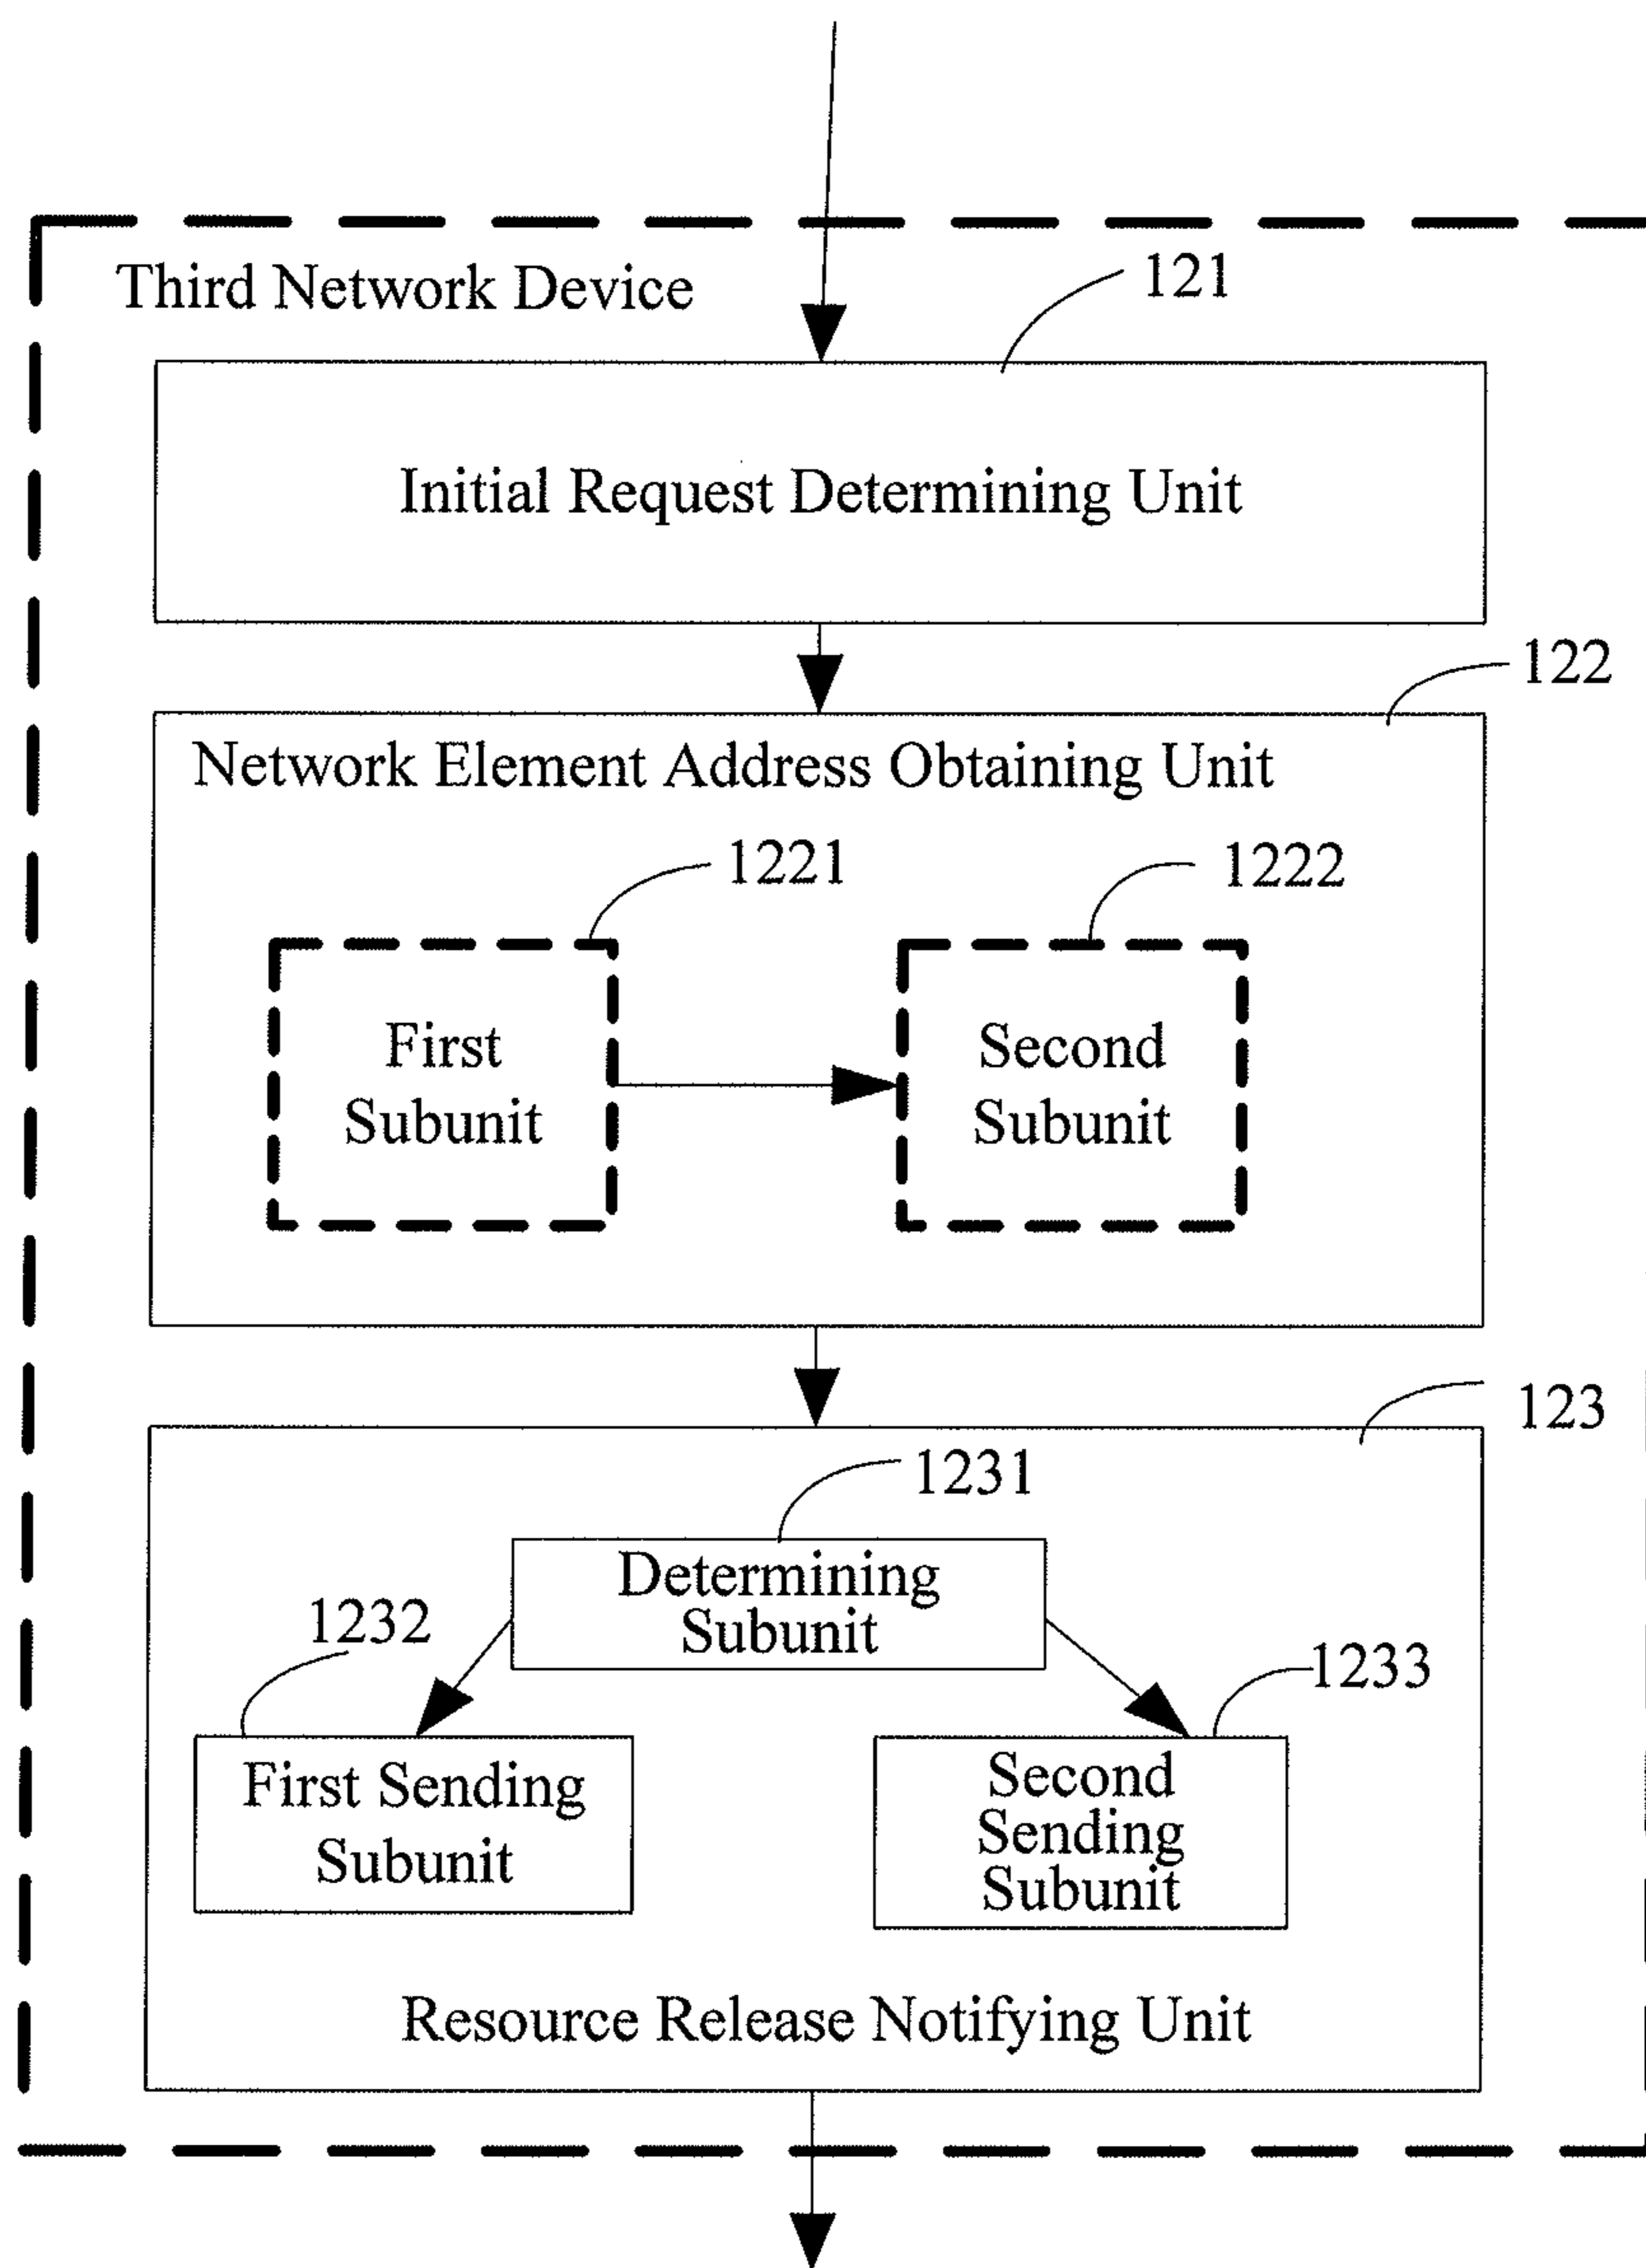 Third Network Device
121
Initial Request Determining Unit
122
Network Element Address Obtaining Unit
1221
1222
First
Subunit
Second
Subunit
123
1231
Determining
Subunit
1232
1233
First Sending
Subunit
Second
Sending
Subunit
Resource Release Notifying Unit